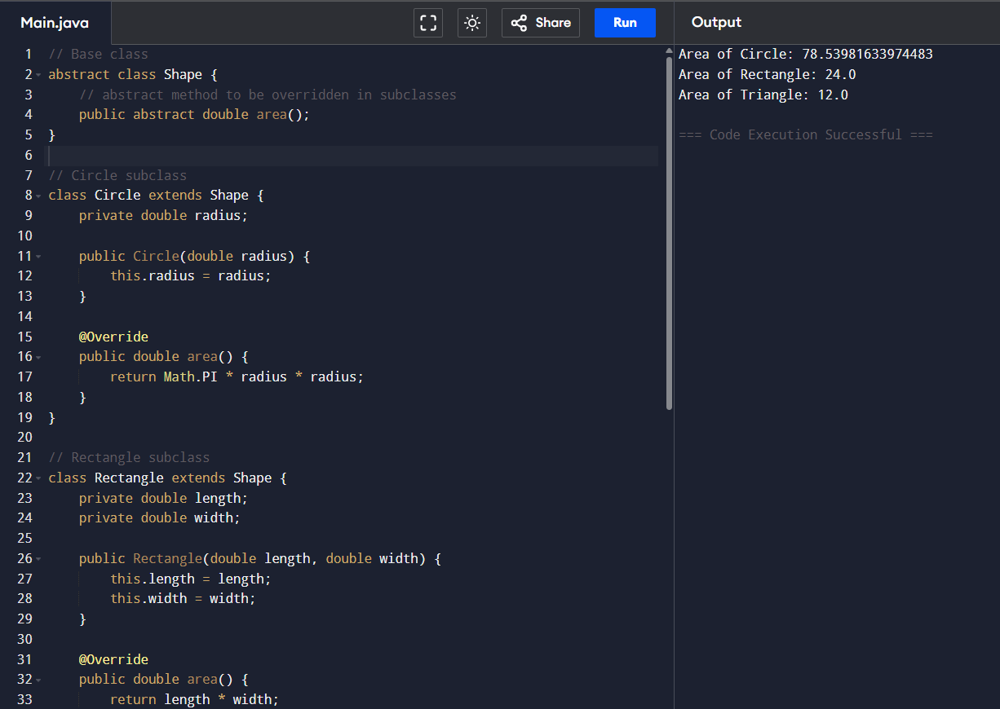 Main.java
Share
Run
Output
1 // Base class
2 abstract class Shape {
3     // abstract method to be overridden in subclasses
4     public abstract double area();
5 }
6
7 // Circle subclass
8 class Circle extends Shape {
9     private double radius;
10
11     public Circle(double radius) {
12         this.radius = radius;
13     }
14
15     @Override
16     public double area() {
17         return Math.PI * radius * radius;
18     }
19 }
20
21 // Rectangle subclass
22 class Rectangle extends Shape {
23     private double length;
24     private double width;
25
26     public Rectangle(double length, double width) {
27         this.length = length;
28         this.width = width;
29     }
30
31     @Override
32     public double area() {
33         return length * width;
Area of Circle: 78.53981633974483
Area of Rectangle: 24.0
Area of Triangle: 12.0
=== Code Execution Successful ===